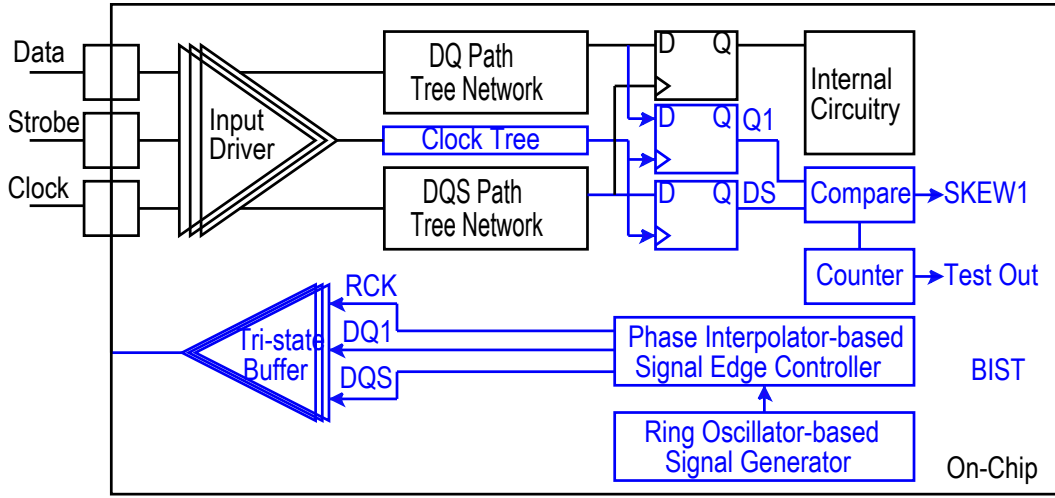 Data
Strobe
Clock
Input
Driver
DQ Path
Tree Network
Clock Tree
DQS Path
Tree Network
D Q
D Q
Q1
D Q
DS
Internal
Circuitry
Compare
SKEW1
Counter
Test Out
Tri-state
Buffer
RCK
DQ1
DQS
Phase Interpolator-based
Signal Edge Controller
BIST
Ring Oscillator-based
Signal Generator
On-Chip